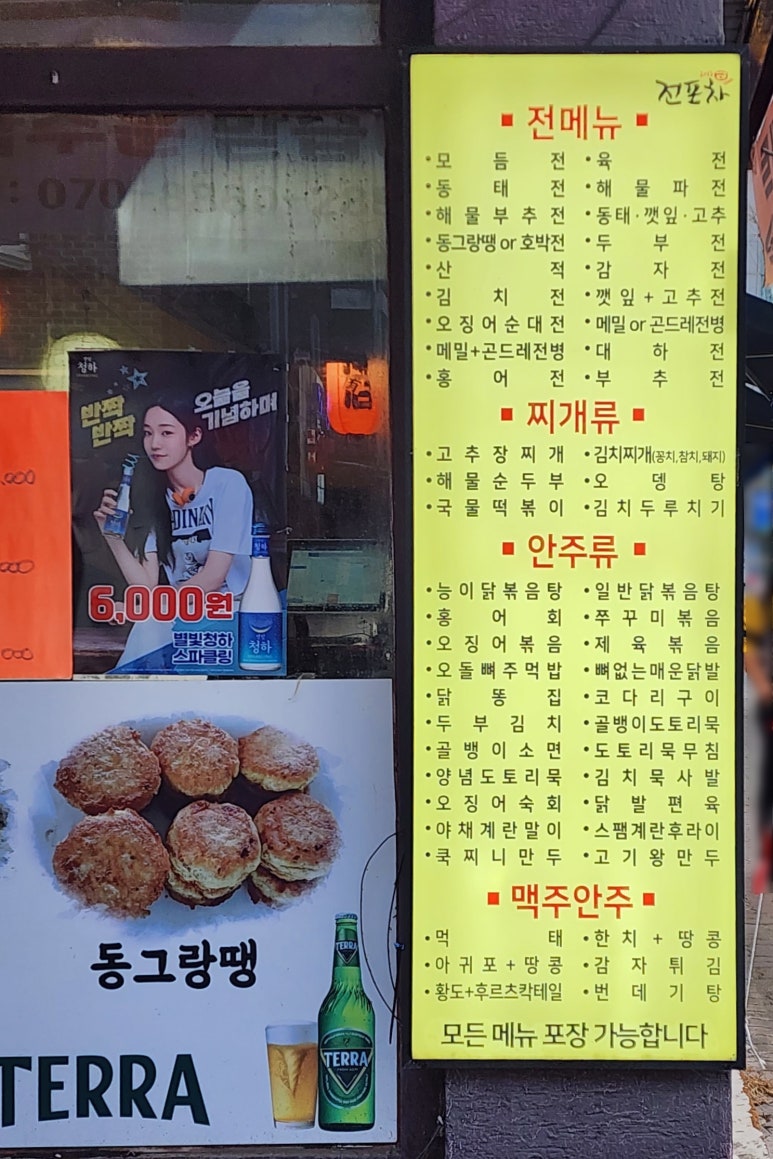 전포차
전메뉴
·모듬전 ·육전
·동태전 ·해물파전
·해물부추전 ·동태·깻잎·고추
·동그랑땡 or 호박전 ·두부전
·산적 ·감자전
·김치전 ·깻잎+고추전
·오징어순대전 ·메밀 or 곤드레전병
·메밀+곤드레전병 ·대하전
·홍어전 ·부추전
찌개류
·고추장찌개 ·김치찌개(꽁치,참치,돼지)
·해물순두부 ·오뎅탕
·국물떡볶이 ·김치두루치기
안주류
·능이닭볶음탕 ·일반닭볶음탕
·홍어회 ·쭈꾸미볶음
·오징어볶음 ·제육볶음
·오돌뼈주먹밥 ·뼈없는매운닭발
·닭똥집 ·코다리구이
·두부김치 ·골뱅이도토리묵
·골뱅이소면 ·도토리묵무침
·양념도토리묵 ·김치묵사발
·오징어숙회 ·닭발편육
·야채계란말이 ·스팸계란후라이
·쿡찌니만두 ·고기왕만두
맥주안주
·먹태 ·한치+땅콩
·아귀포+땅콩 ·감자튀김
·황도+후르츠칵테일 ·번데기탕
모든 메뉴 포장 가능합니다
청하
반짝
반짝
오늘을
기념하며
6,000원
별빛청하
스파클링
청하
청하
동그랑땡
TERRA
TERRA
TERRA